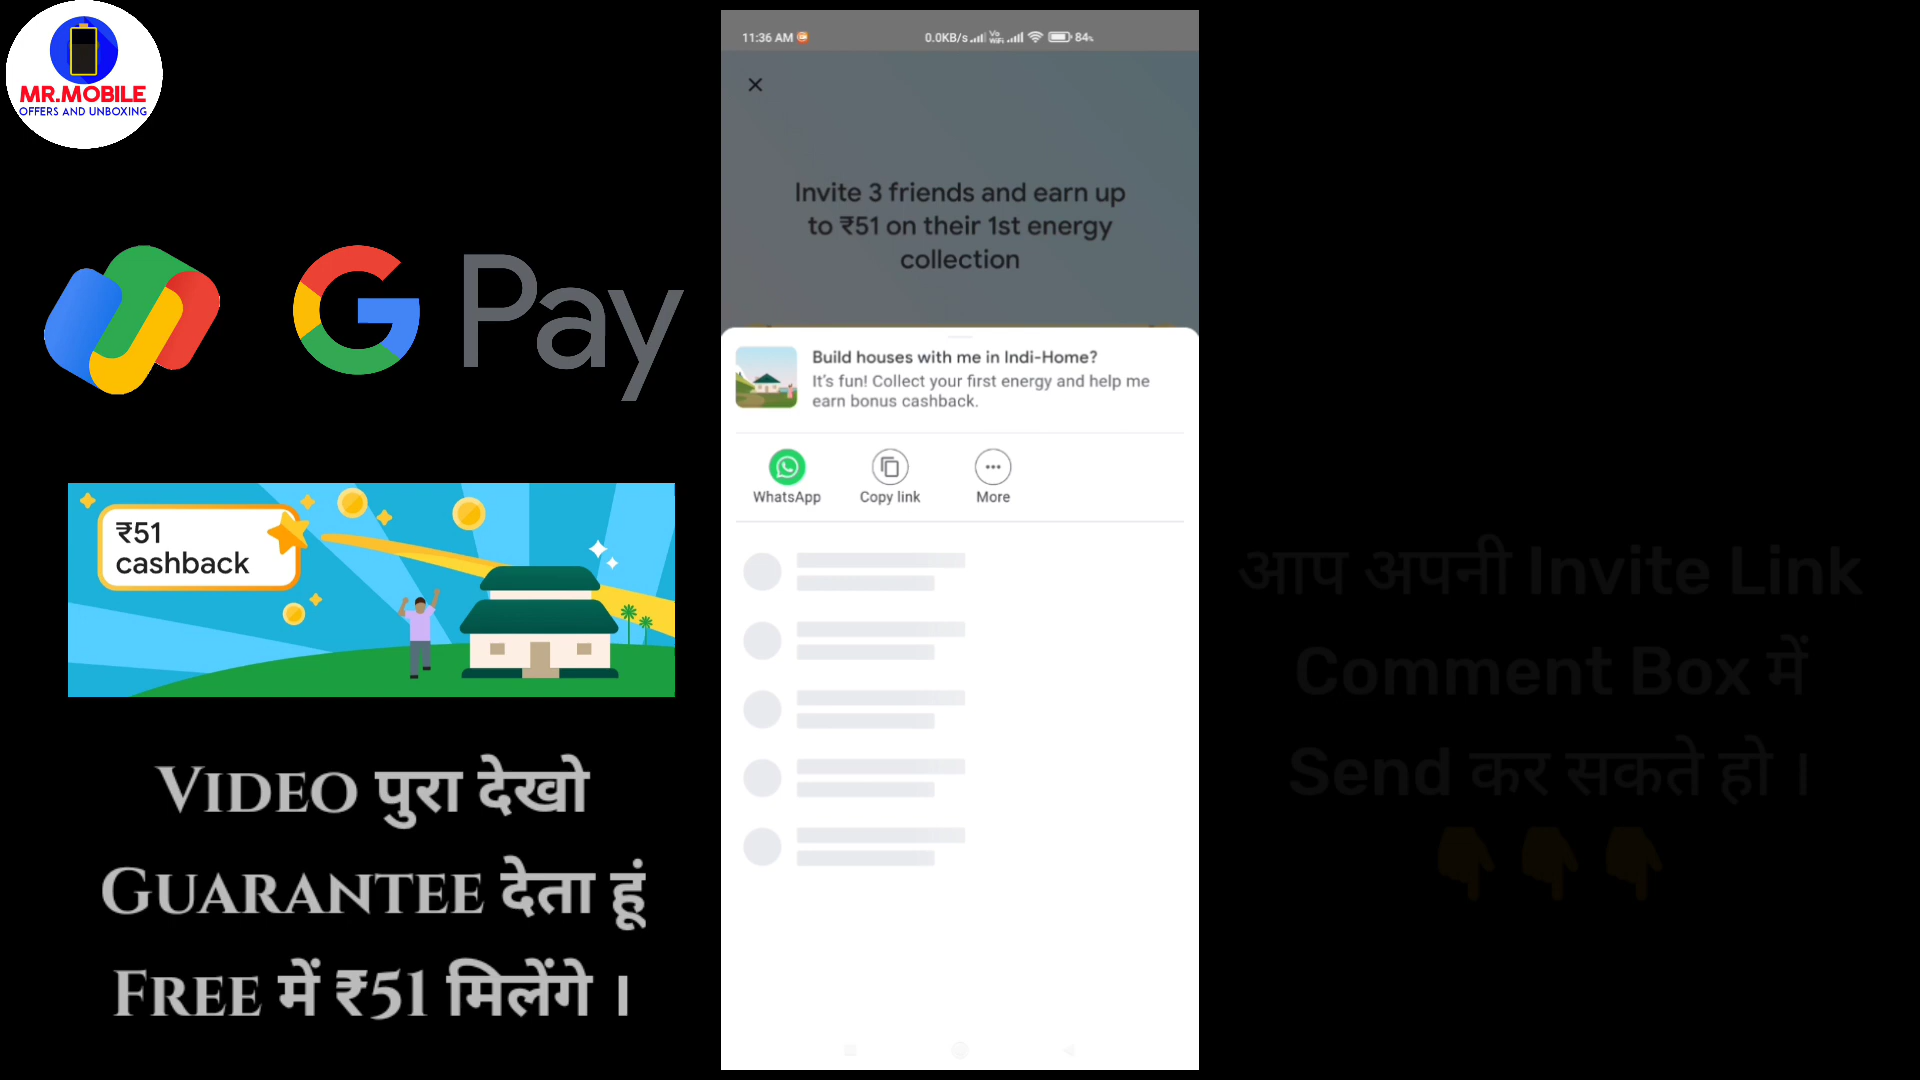 MR.MOBILE
OFFERS AND UNBOXING
G Pay
₹51
cashback
VIDEO पुरा देखो
GUARANTEE देता हूं
FREE में ₹51 मिलेंगे ।
11:36 AM
0.0KB/s
Vo
WiFi
84%
Invite 3 friends and earn up
to ₹51 on their 1st energy
collection
Build houses with me in Indi-Home?
It's fun! Collect your first energy and help me
earn bonus cashback.
WhatsApp
Copy link
More
आप अपनी Invite Link
Comment Box में
Send कर सकते हो ।